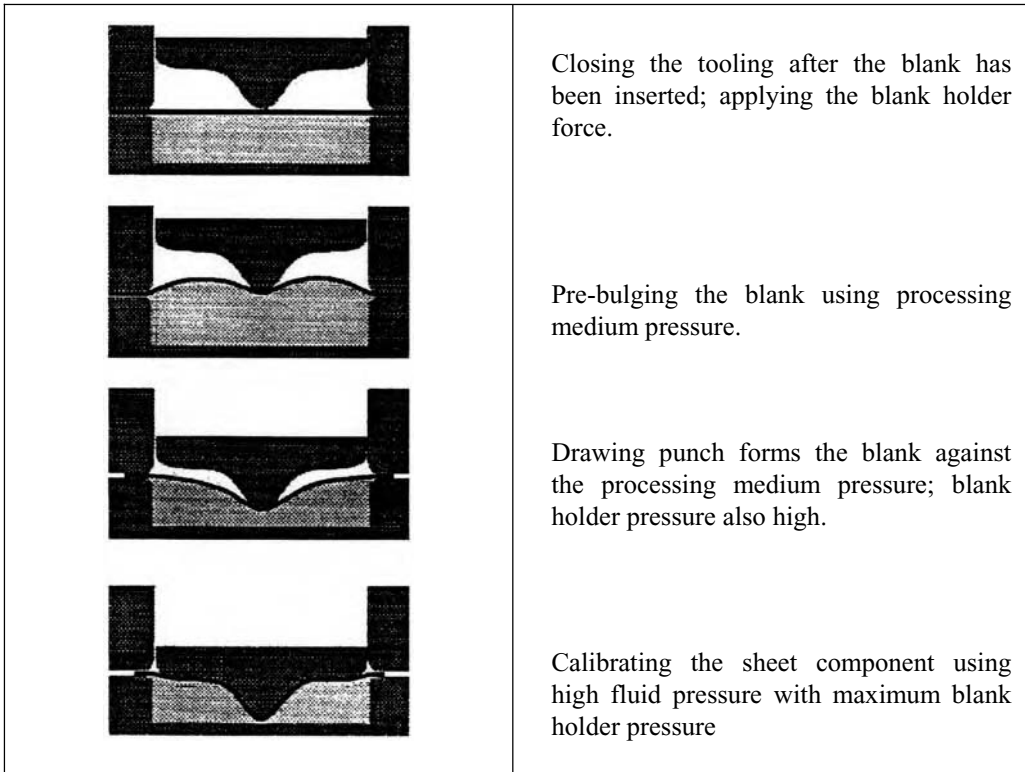 Closing the tooling after the blank has
been inserted; applying the blank holder
force.
Pre-bulging the blank using processing
medium pressure.
Drawing punch forms the blank against
the processing medium pressure; blank
holder pressure also high.
Calibrating the sheet component using
high fluid pressure with maximum blank
holder pressure